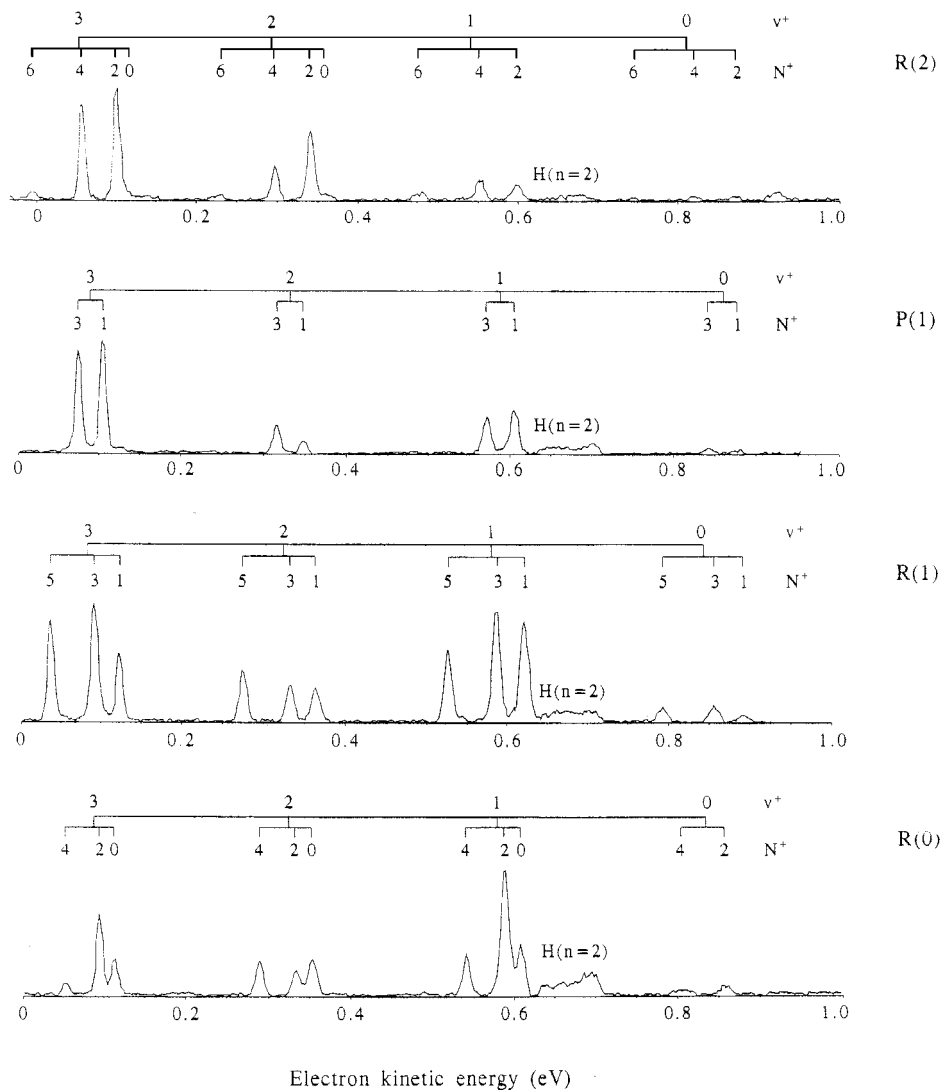 3 2 1 0 v⁺
6 4 2 0 6 4 2 0 6 4 2 6 4 2 N⁺ R(2)
H(n=2)
0 0.2 0.4 0.6 0.8 1.0
3 2 1 0 v⁺
3 1 3 1 3 1 3 1 N⁺ P(1)
H(n=2)
0 0.2 0.4 0.6 0.8 1.0
3 2 1 0 v⁺
5 3 1 5 3 1 5 3 1 5 3 1 N⁺ R(1)
H(n=2)
0 0.2 0.4 0.6 0.8 1.0
3 2 1 0 v⁺
4 2 0 4 2 0 4 2 0 4 2 N⁺ R(0)
H(n=2)
0 0.2 0.4 0.6 0.8 1.0
Electron kinetic energy (eV)